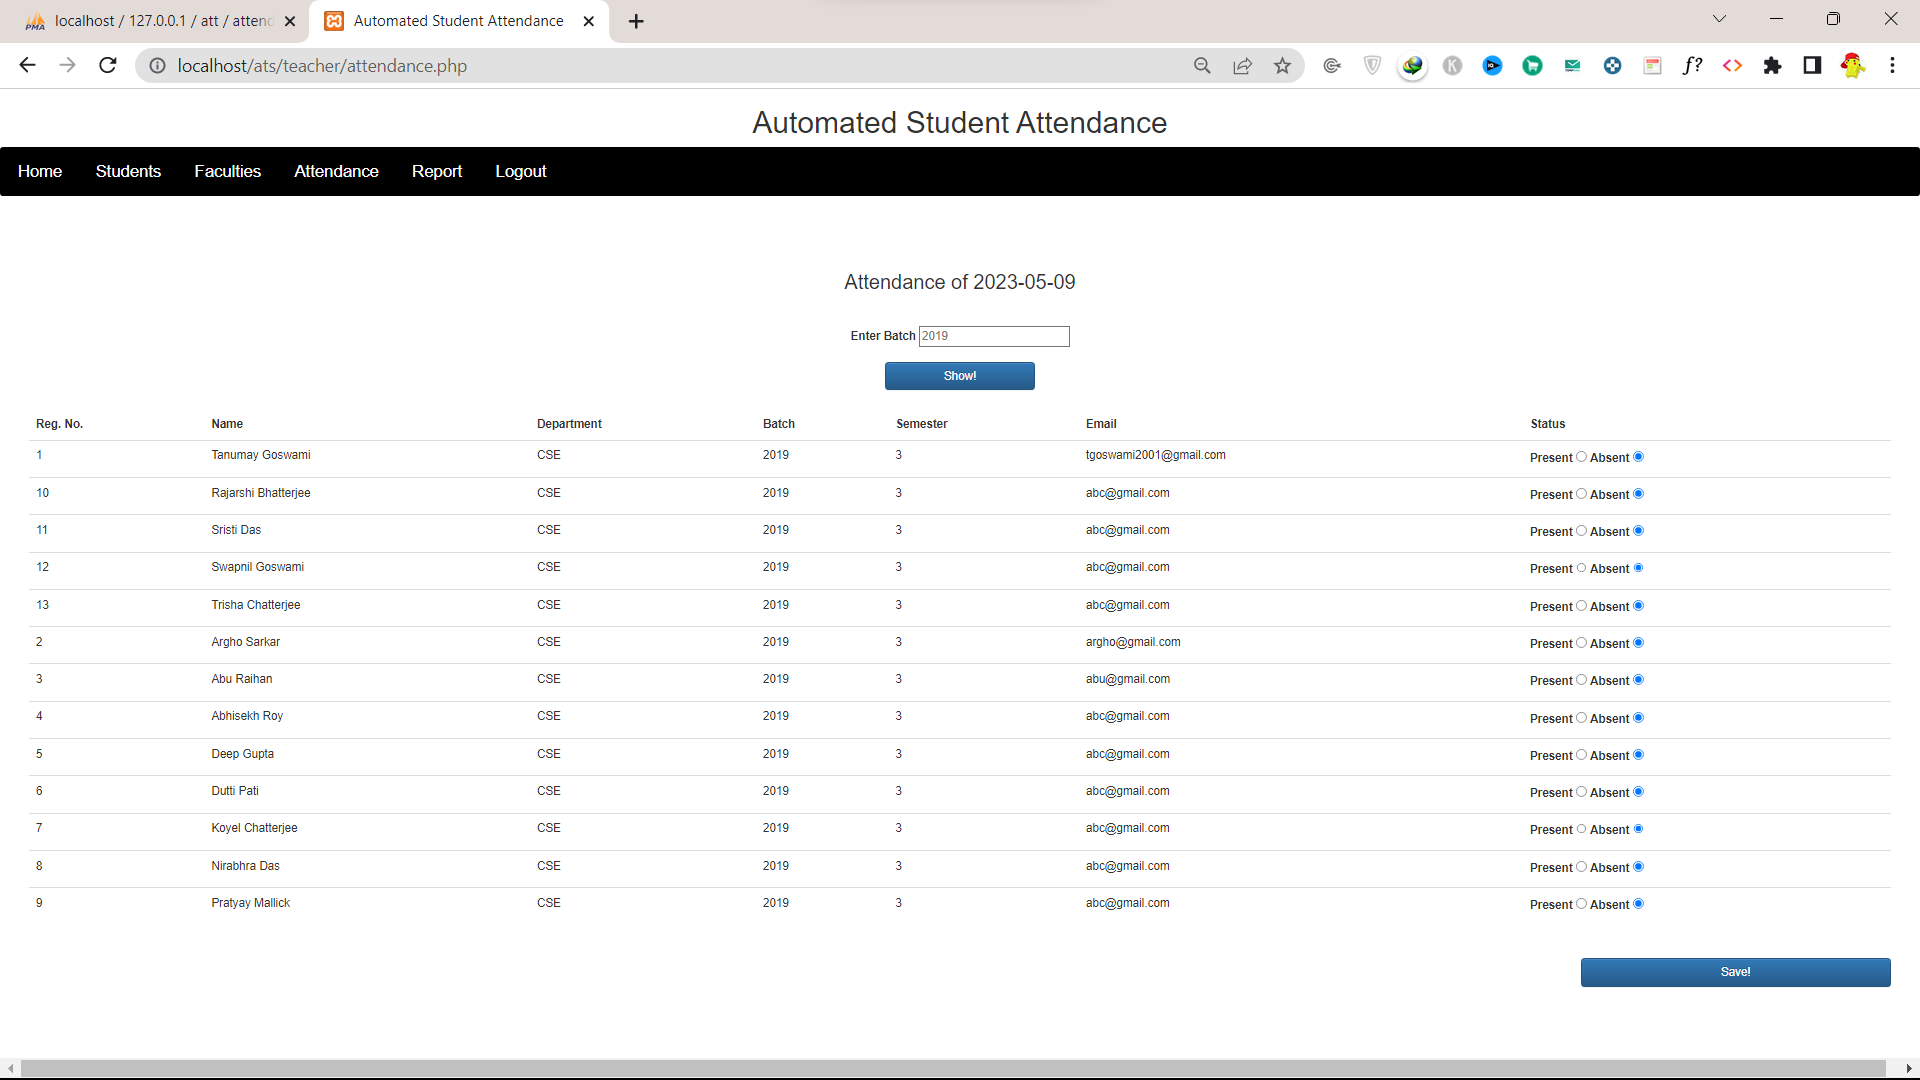 localhost / 127.0.0.1 / att / attend
Automated Student Attendance
localhost/ats/teacher/attendance.php
Automated Student Attendance
Home Students Faculties Attendance Report Logout
Attendance of 2023-05-09
Enter Batch 2019
Show!
Reg. No. Name Department Batch Semester Email Status
1 Tanumay Goswami CSE 2019 3 tgoswami2001@gmail.com Present Absent
10 Rajarshi Bhatterjee CSE 2019 3 abc@gmail.com Present Absent
11 Sristi Das CSE 2019 3 abc@gmail.com Present Absent
12 Swapnil Goswami CSE 2019 3 abc@gmail.com Present Absent
13 Trisha Chatterjee CSE 2019 3 abc@gmail.com Present Absent
2 Argho Sarkar CSE 2019 3 argho@gmail.com Present Absent
3 Abu Raihan CSE 2019 3 abu@gmail.com Present Absent
4 Abhisekh Roy CSE 2019 3 abc@gmail.com Present Absent
5 Deep Gupta CSE 2019 3 abc@gmail.com Present Absent
6 Dutti Pati CSE 2019 3 abc@gmail.com Present Absent
7 Koyel Chatterjee CSE 2019 3 abc@gmail.com Present Absent
8 Nirabhra Das CSE 2019 3 abc@gmail.com Present Absent
9 Pratyay Mallick CSE 2019 3 abc@gmail.com Present Absent
Save!